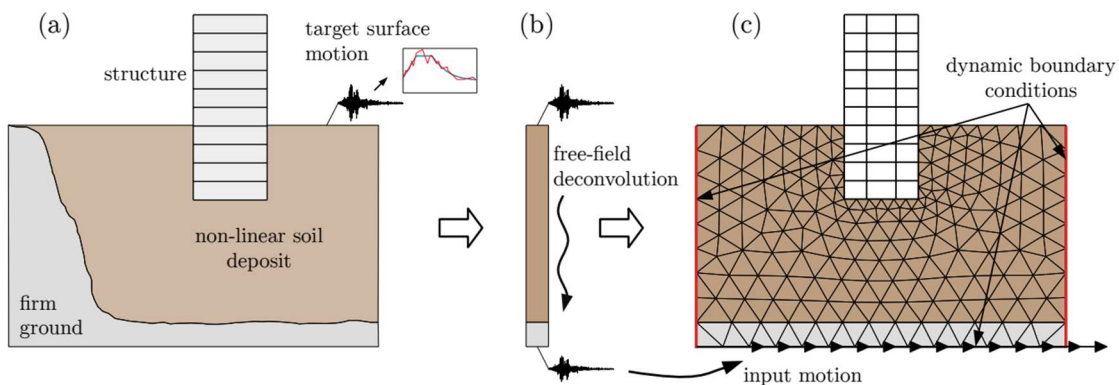 (a)
target surface
motion
structure
non-linear soil
deposit
firm
ground
(b)
free-field
deconvolution
(c)
dynamic boundary
conditions
input motion